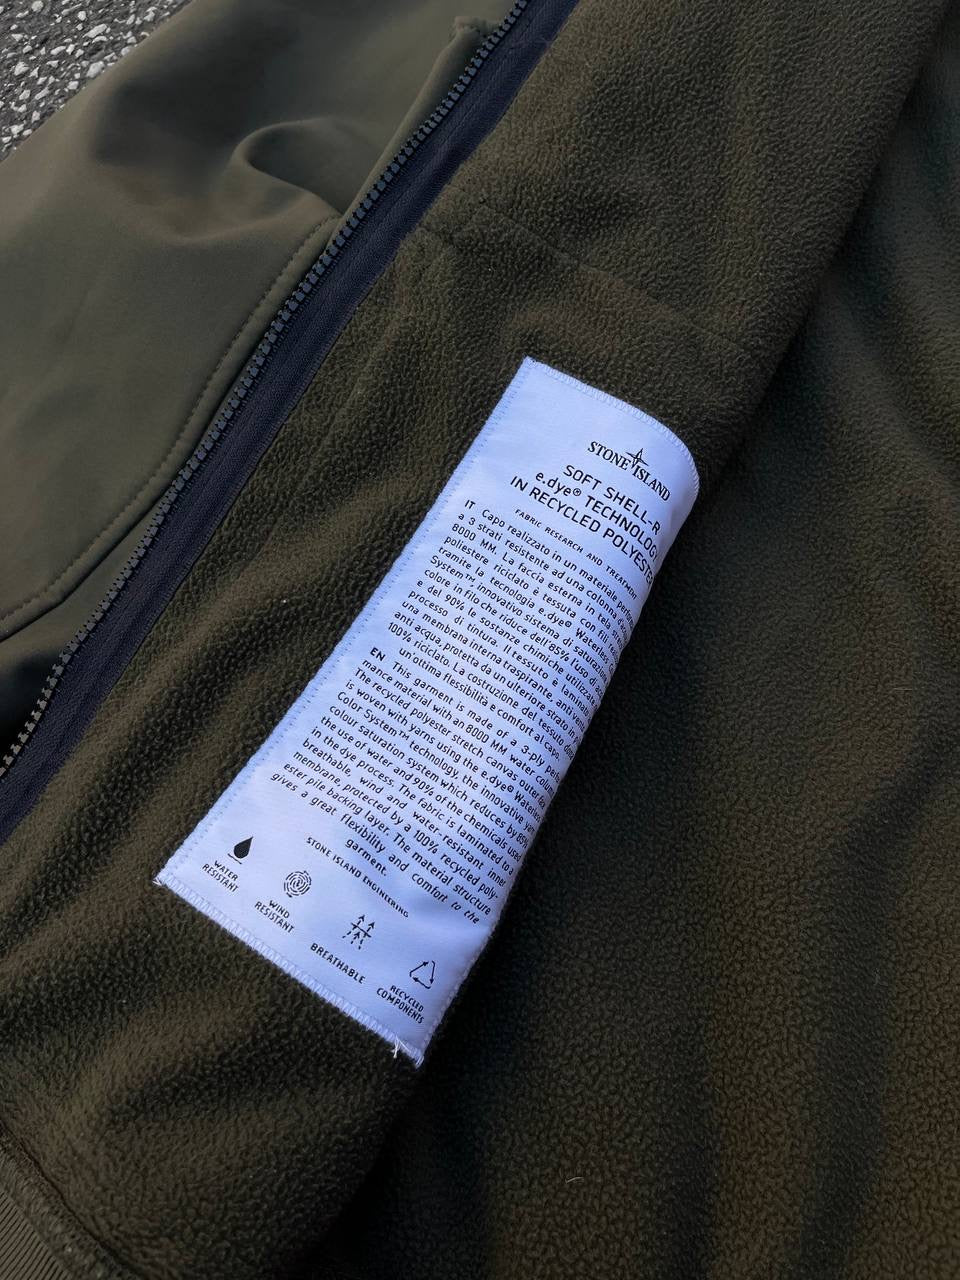 STONE ISLAND
SOFT SHELL-R
e.dye® TECHNOLOGY
IN RECYCLED POLYESTER
FABRIC RESEARCH AND TREATMENT
IT Capo realizzato in un materiale
a 3 strati resistente ad una colonna
8000 MM. La faccia esterna in tela
poliestere riciclato è tessuta con fili
tramite la tecnologia e.dye® Waterless
System™, innovativo sistema di saturazione
colore in filo che riduce dell'85% l'uso di
e del 90% le sostanze chimiche utilizzate
processo di tintura. Il tessuto è laminato
una membrana interna traspirante, anti
anti acqua, protetta da un ulteriore strato in
100% riciclato. La costruzione del tessuto
un'ottima flessibilità e comfort al capo.
EN This garment is made of a 3-ply
mance material with an 8000 MM water
The recycled polyester stretch canvas outer
is woven with yarns using the e.dye® Waterless
Color System™ technology, the innovative
colour saturation system which reduces by 85%
the use of water and 90% of the chemicals used
in the dye process. The fabric is laminated to a
breathable, wind and water resistant inner
membrane, protected by a 100% recycled poly-
ester pile backing layer. The material structure
gives a great flexibility and comfort to the
garment.
STONE ISLAND ENGINEERING
WATER
RESISTANT
WIND
RESISTANT
BREATHABLE
RECYCLED
COMPONENTS